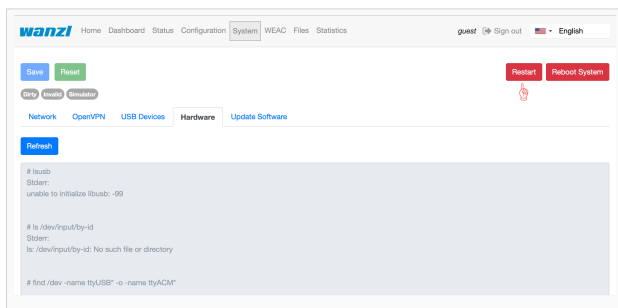 wanzl Home Dashboard Status Configuration System WEAC Files Statistics guest Sign out English
Save Reset Restart Reboot System
Dirty Invalid Simulator
Network OpenVPN USB Devices Hardware Update Software
Refresh
# lsusb
Stderr:
unable to initialize libusb: -99
# ls /dev/input/by-id
Stderr:
ls: /dev/input/by-id: No such file or directory
# find /dev -name ttyUSB* -o -name ttyACM*